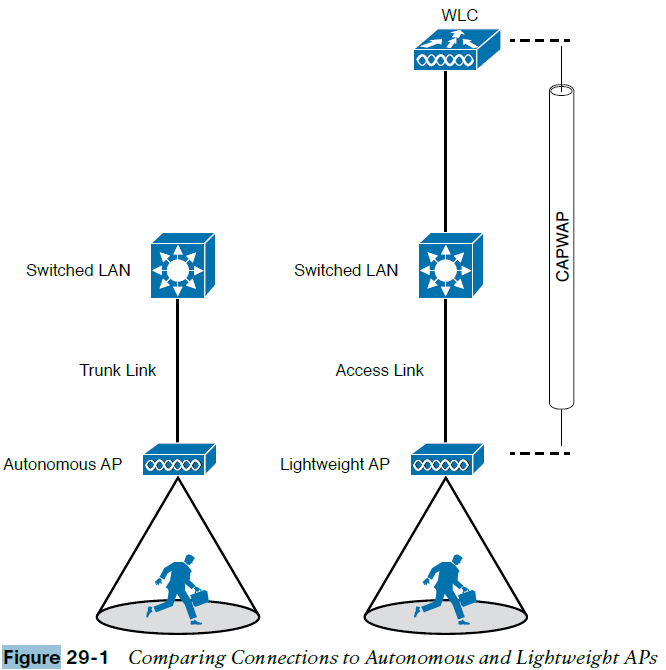 WLC
CAPWAP
Switched LAN
Switched LAN
Trunk Link
Access Link
Autonomous AP
Lightweight AP
Figure 29-1 Comparing Connections to Autonomous and Lightweight APs